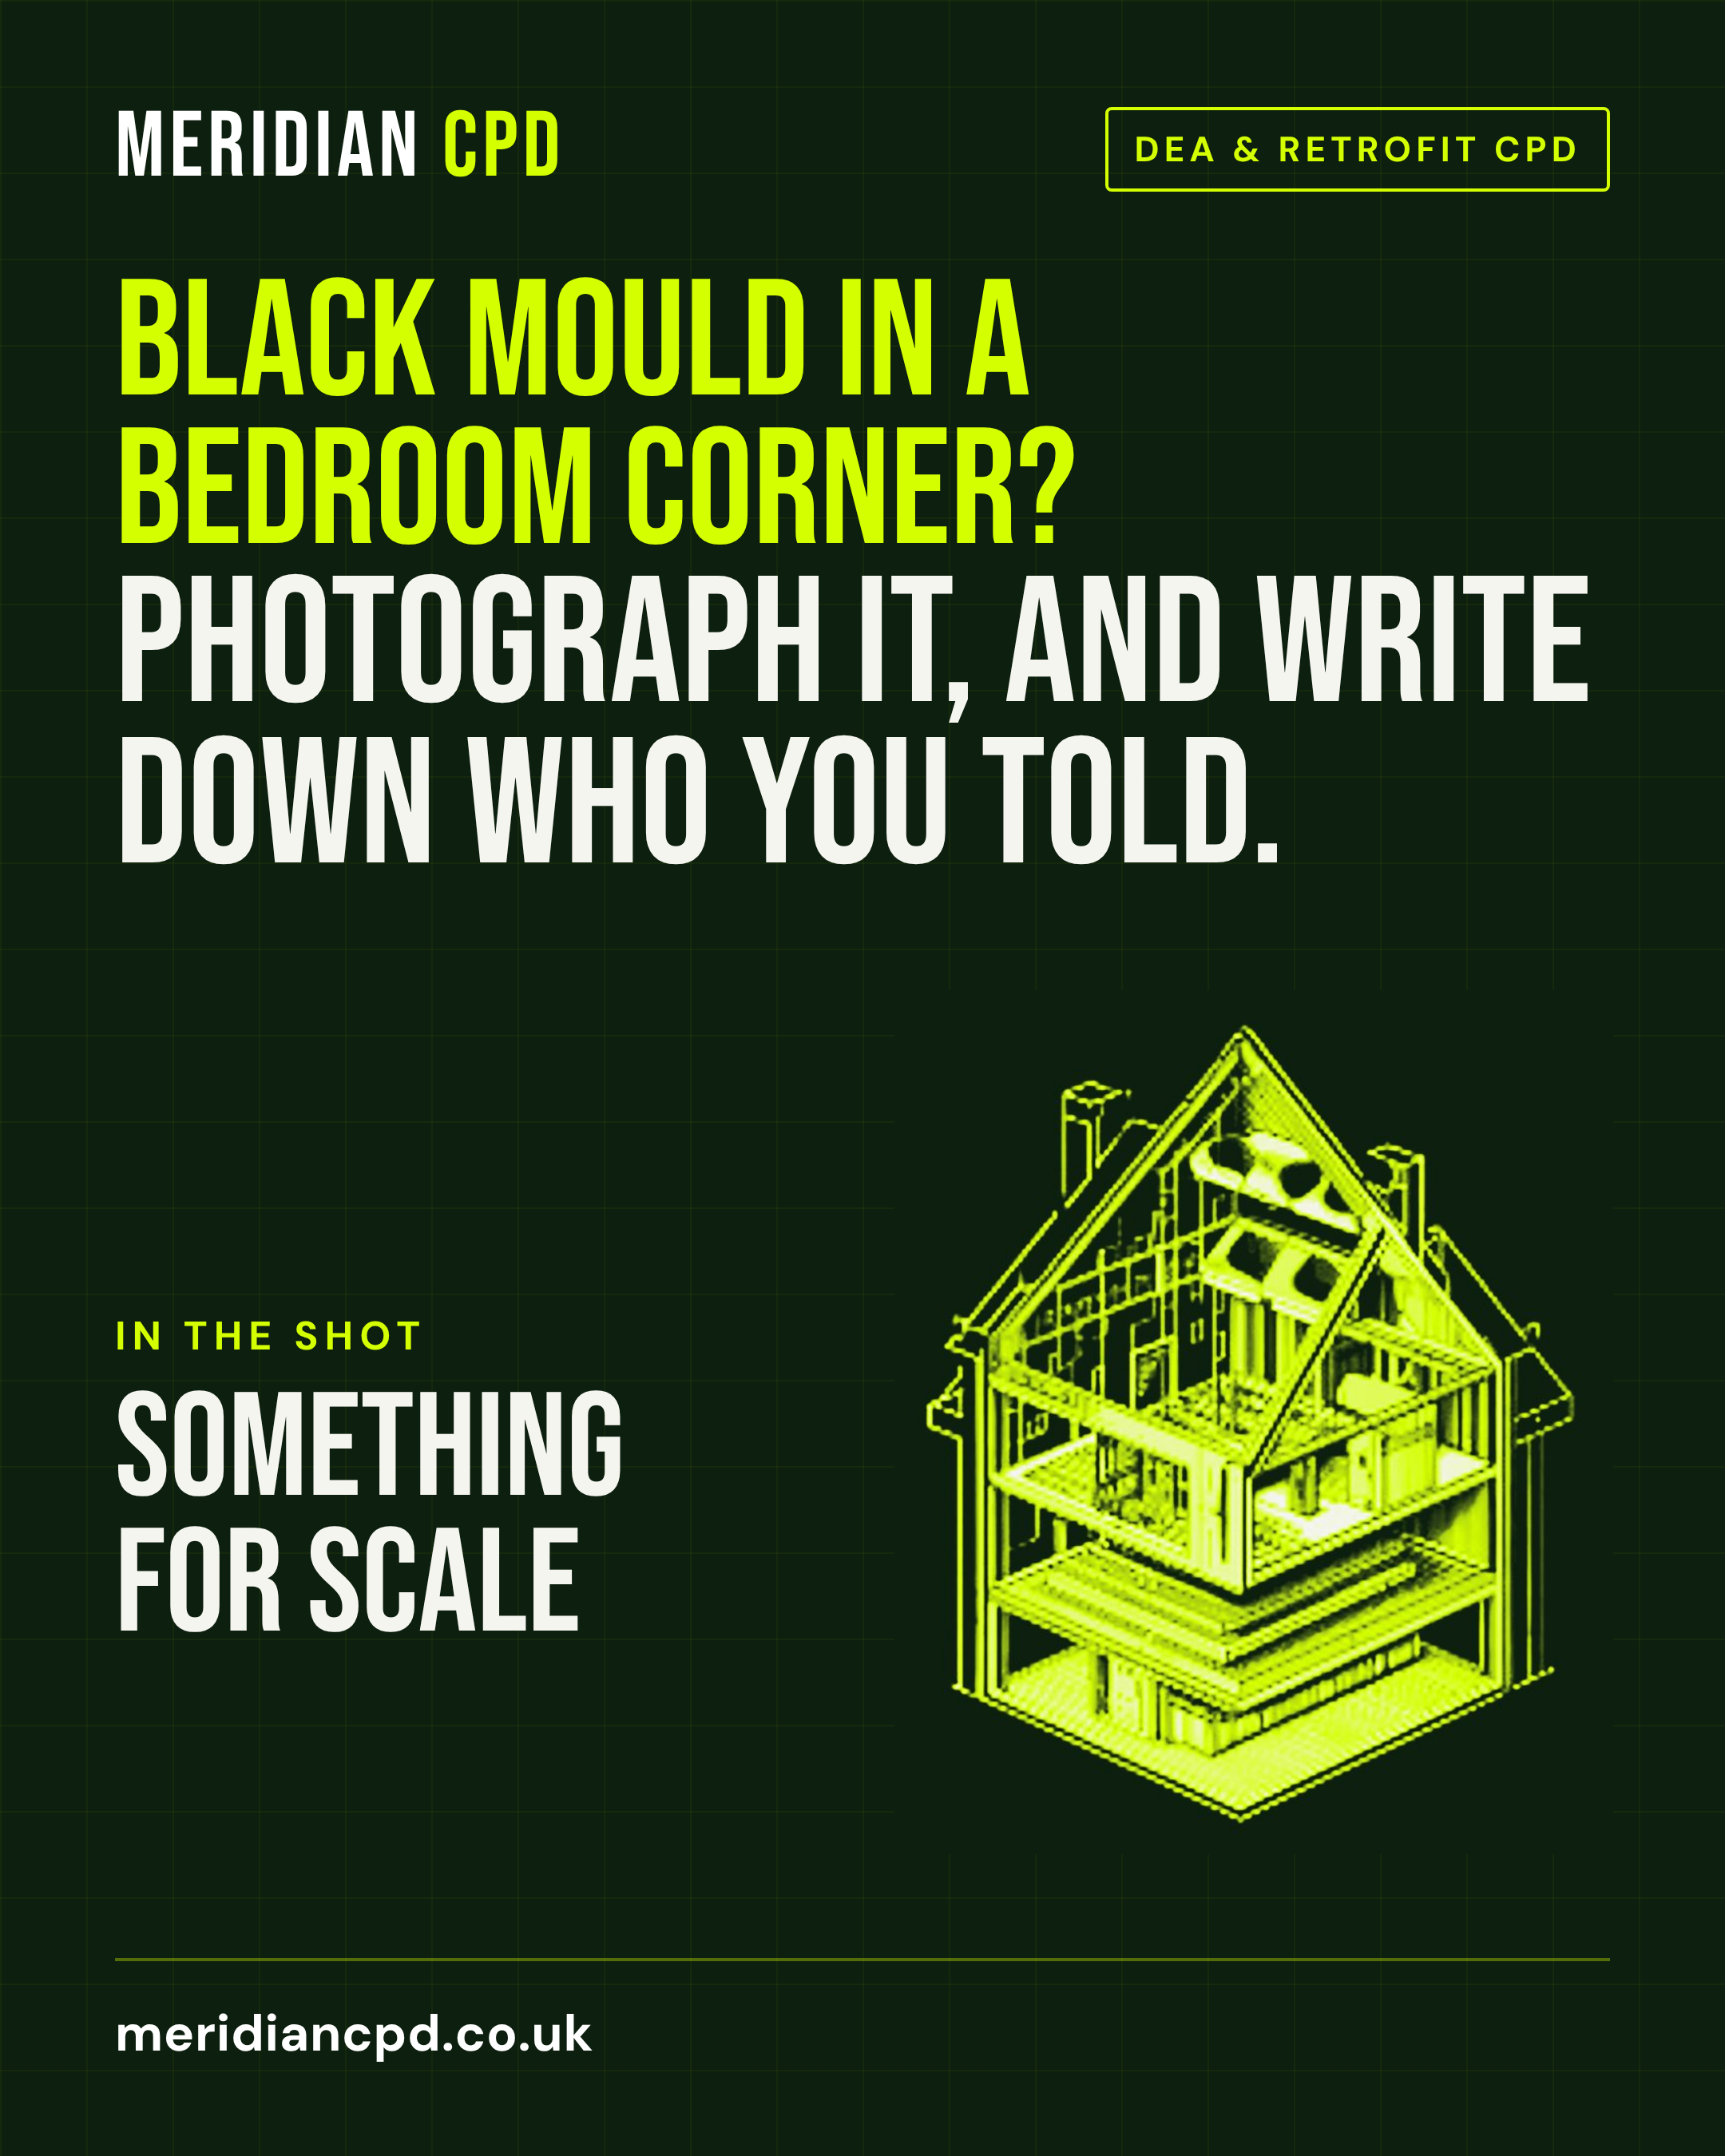 MERIDIAN CPD
DEA & RETROFIT CPD
BLACK MOULD IN A
BEDROOM CORNER?
PHOTOGRAPH IT, AND WRITE
DOWN WHO YOU TOLD.
IN THE SHOT
SOMETHING
FOR SCALE
meridiancpd.co.uk